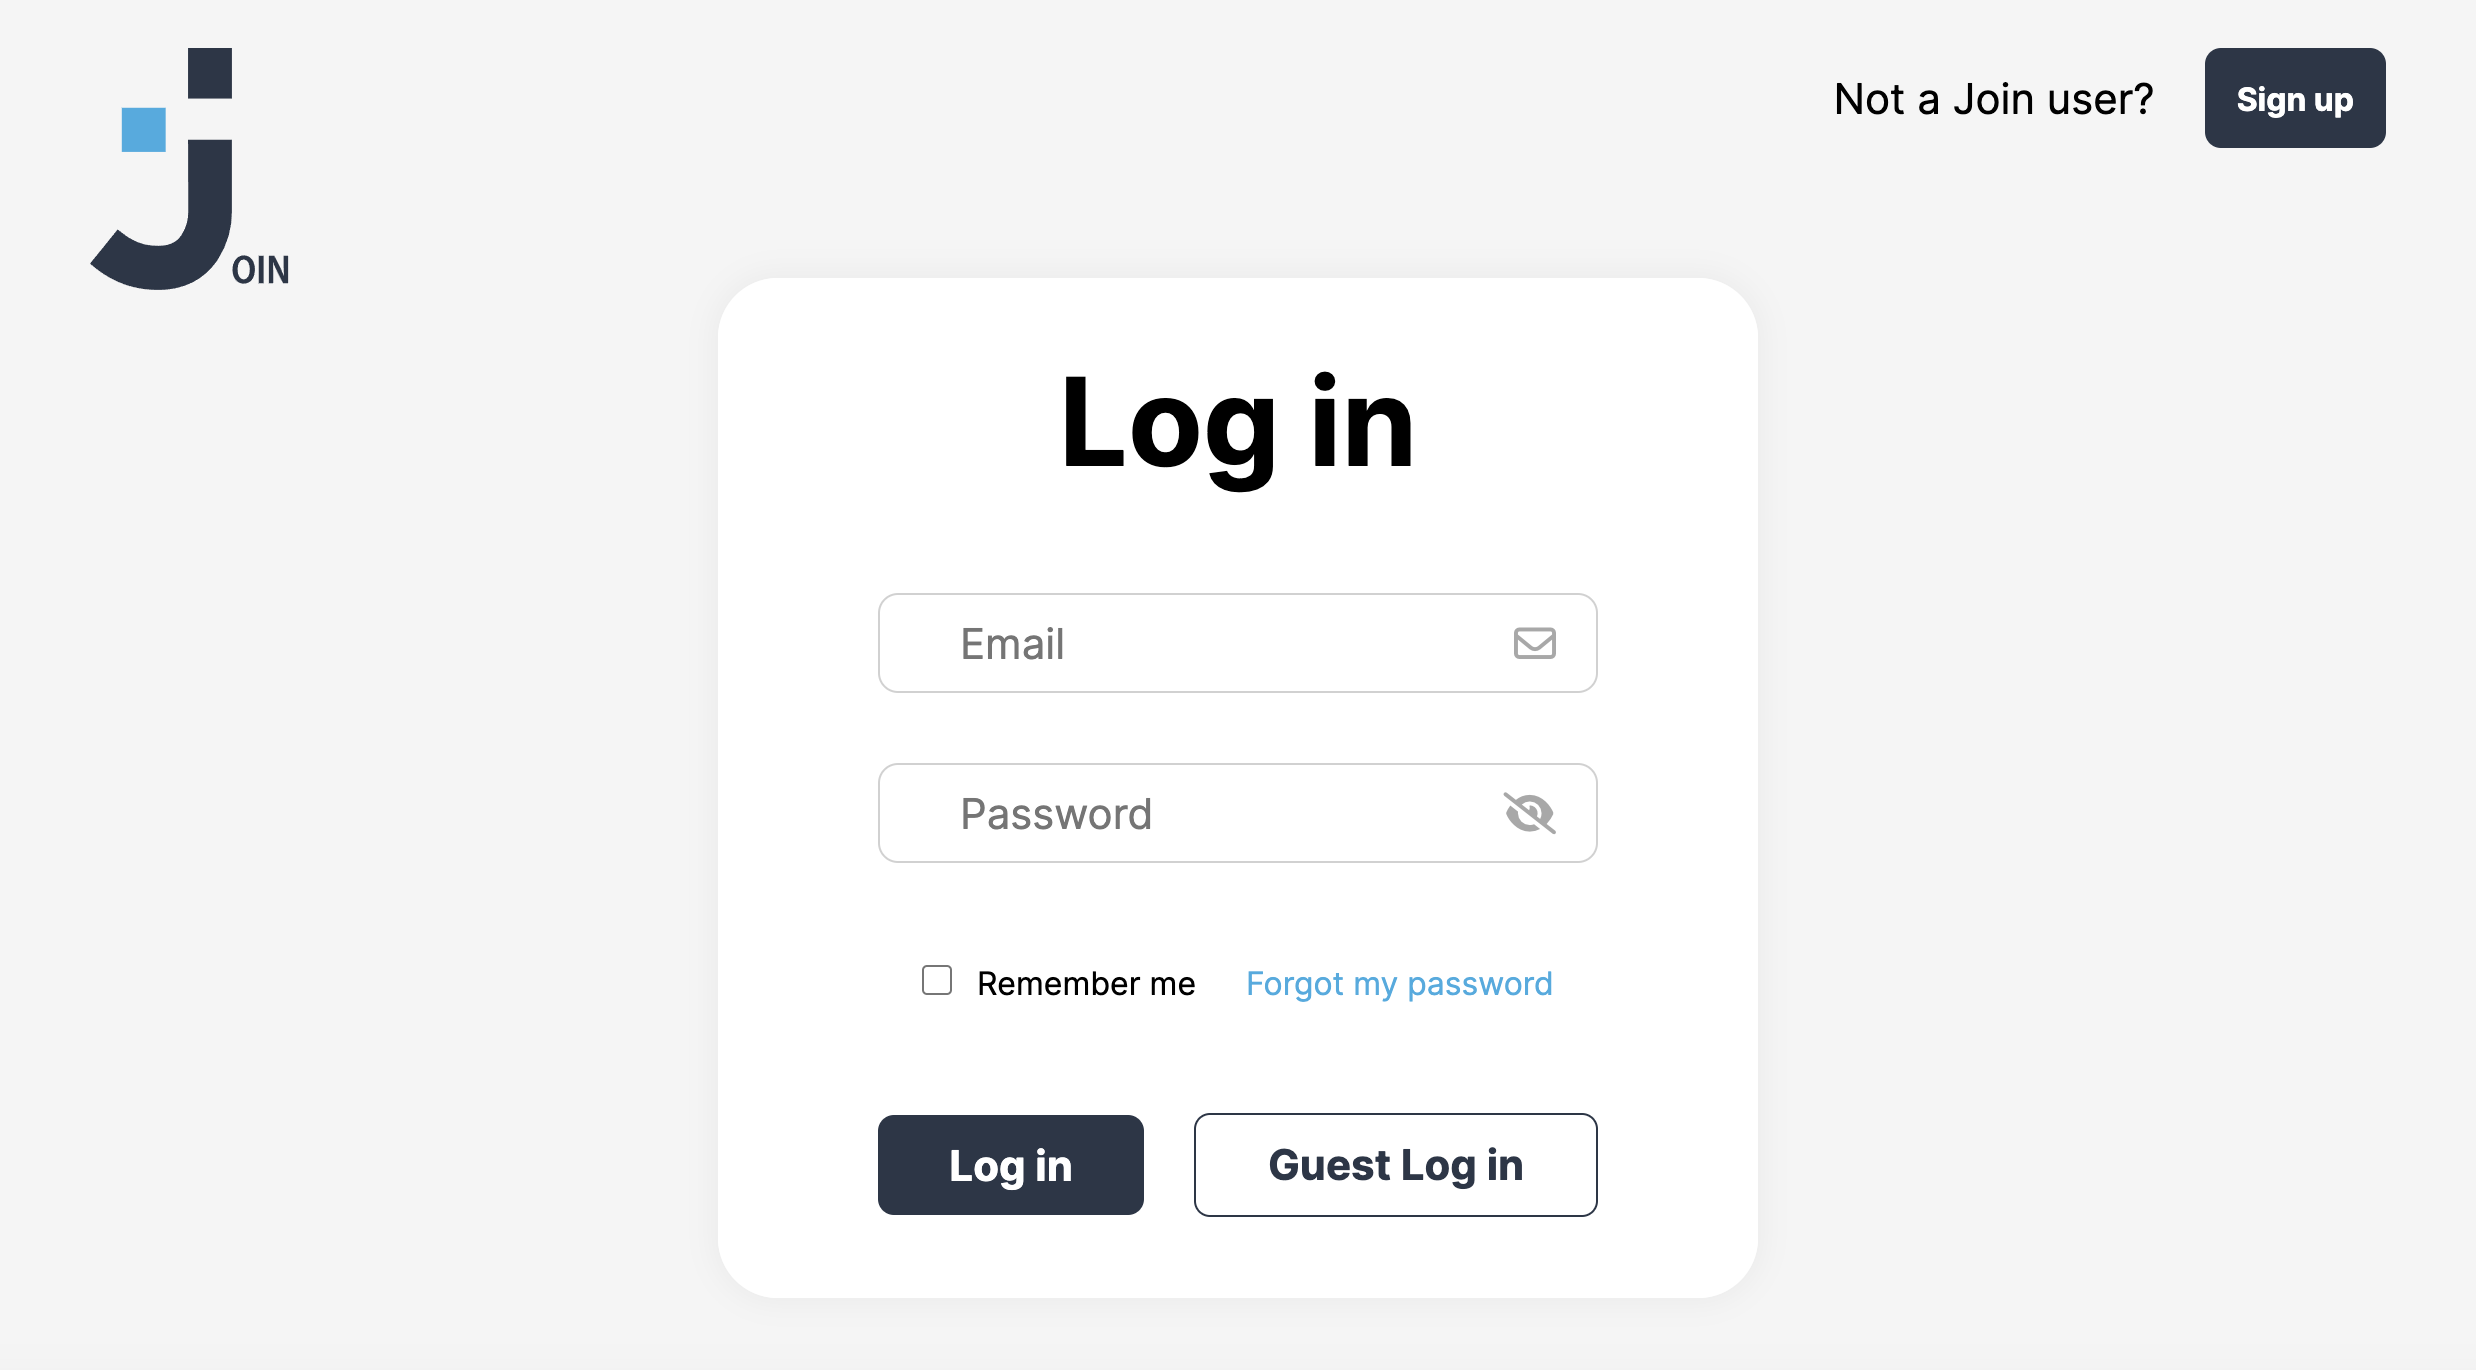 JOIN
Not a Join user?
Sign up
Log in
Email
Password
Remember me
Forgot my password
Log in
Guest Log in